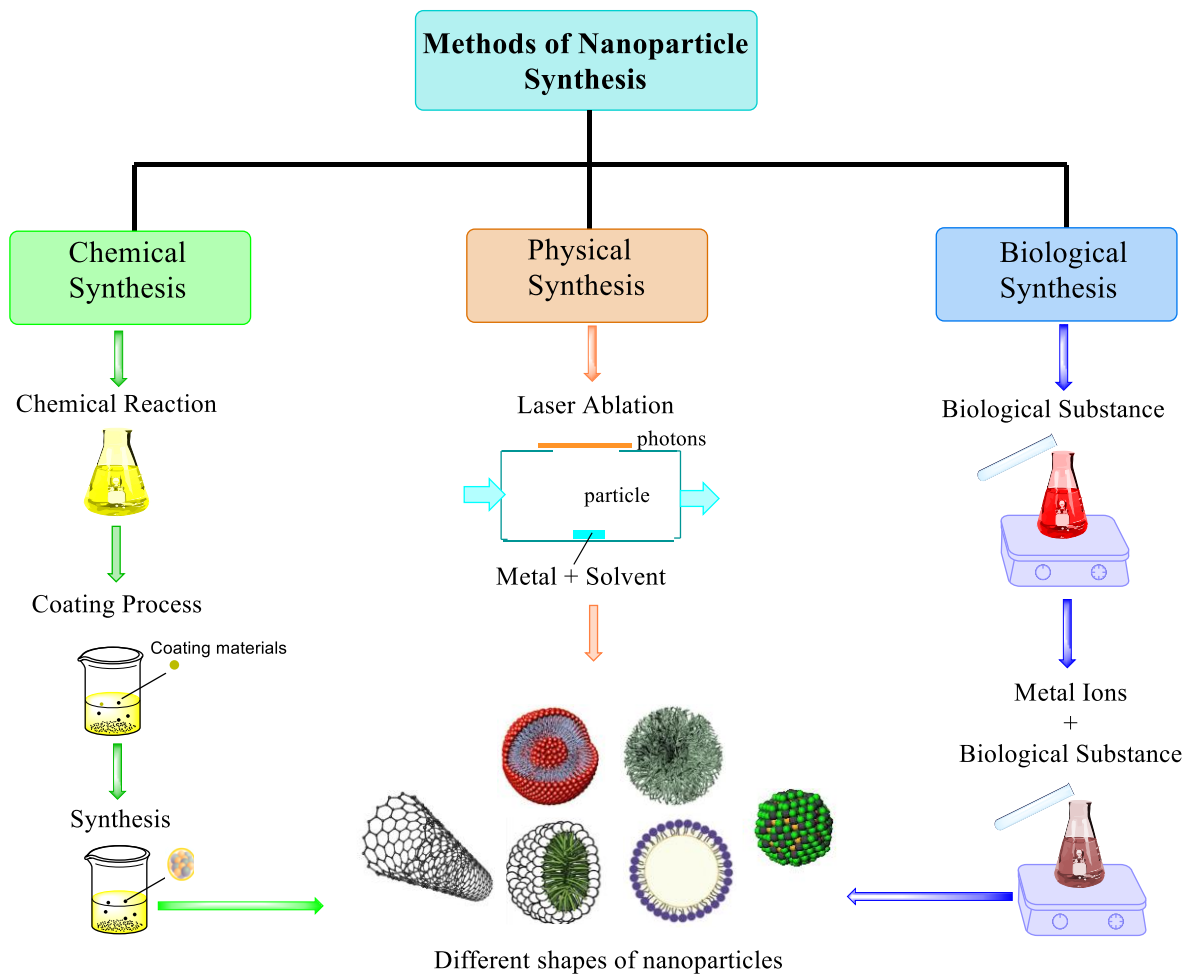 Methods of Nanoparticle
Synthesis
Chemical
Synthesis
Physical
Synthesis
Biological
Synthesis
Chemical Reaction
Coating Process
Coating materials
Synthesis
Laser Ablation
photons
particle
Metal + Solvent
Biological Substance
Metal Ions
+
Biological Substance
Different shapes of nanoparticles